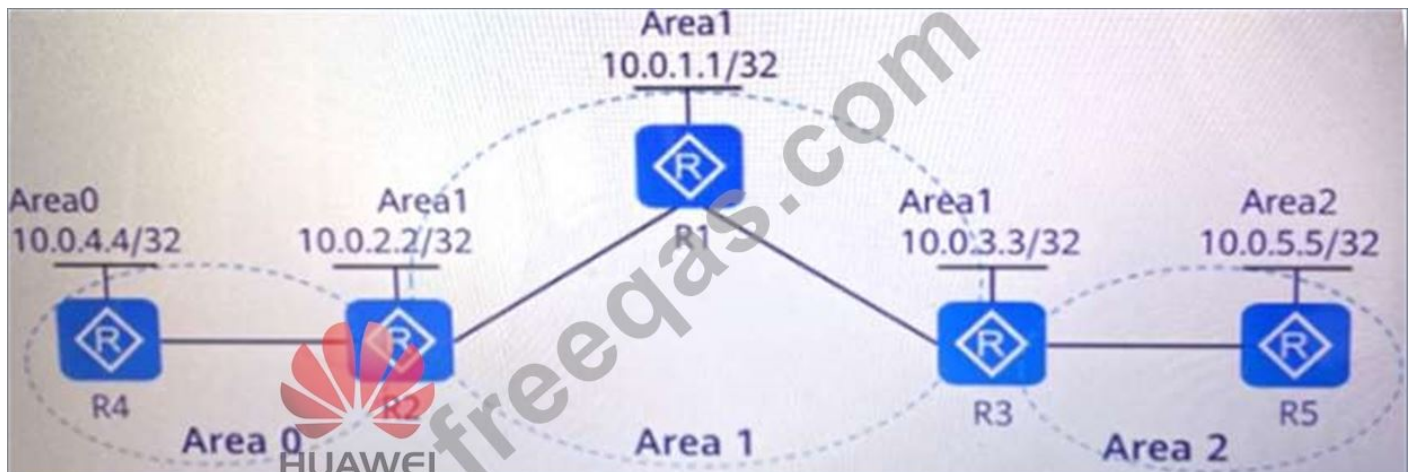 Area1
10.0.1.1/32
Area0
10.0.4.4/32
Area1
10.0.2.2/32
Area1
10.0.3.3/32
Area2
10.0.5.5/32
R
R
R
R
R
R1
R4
R2
R3
R5
Area 0
Area 1
Area 2
HUAWEI
freeqas.com